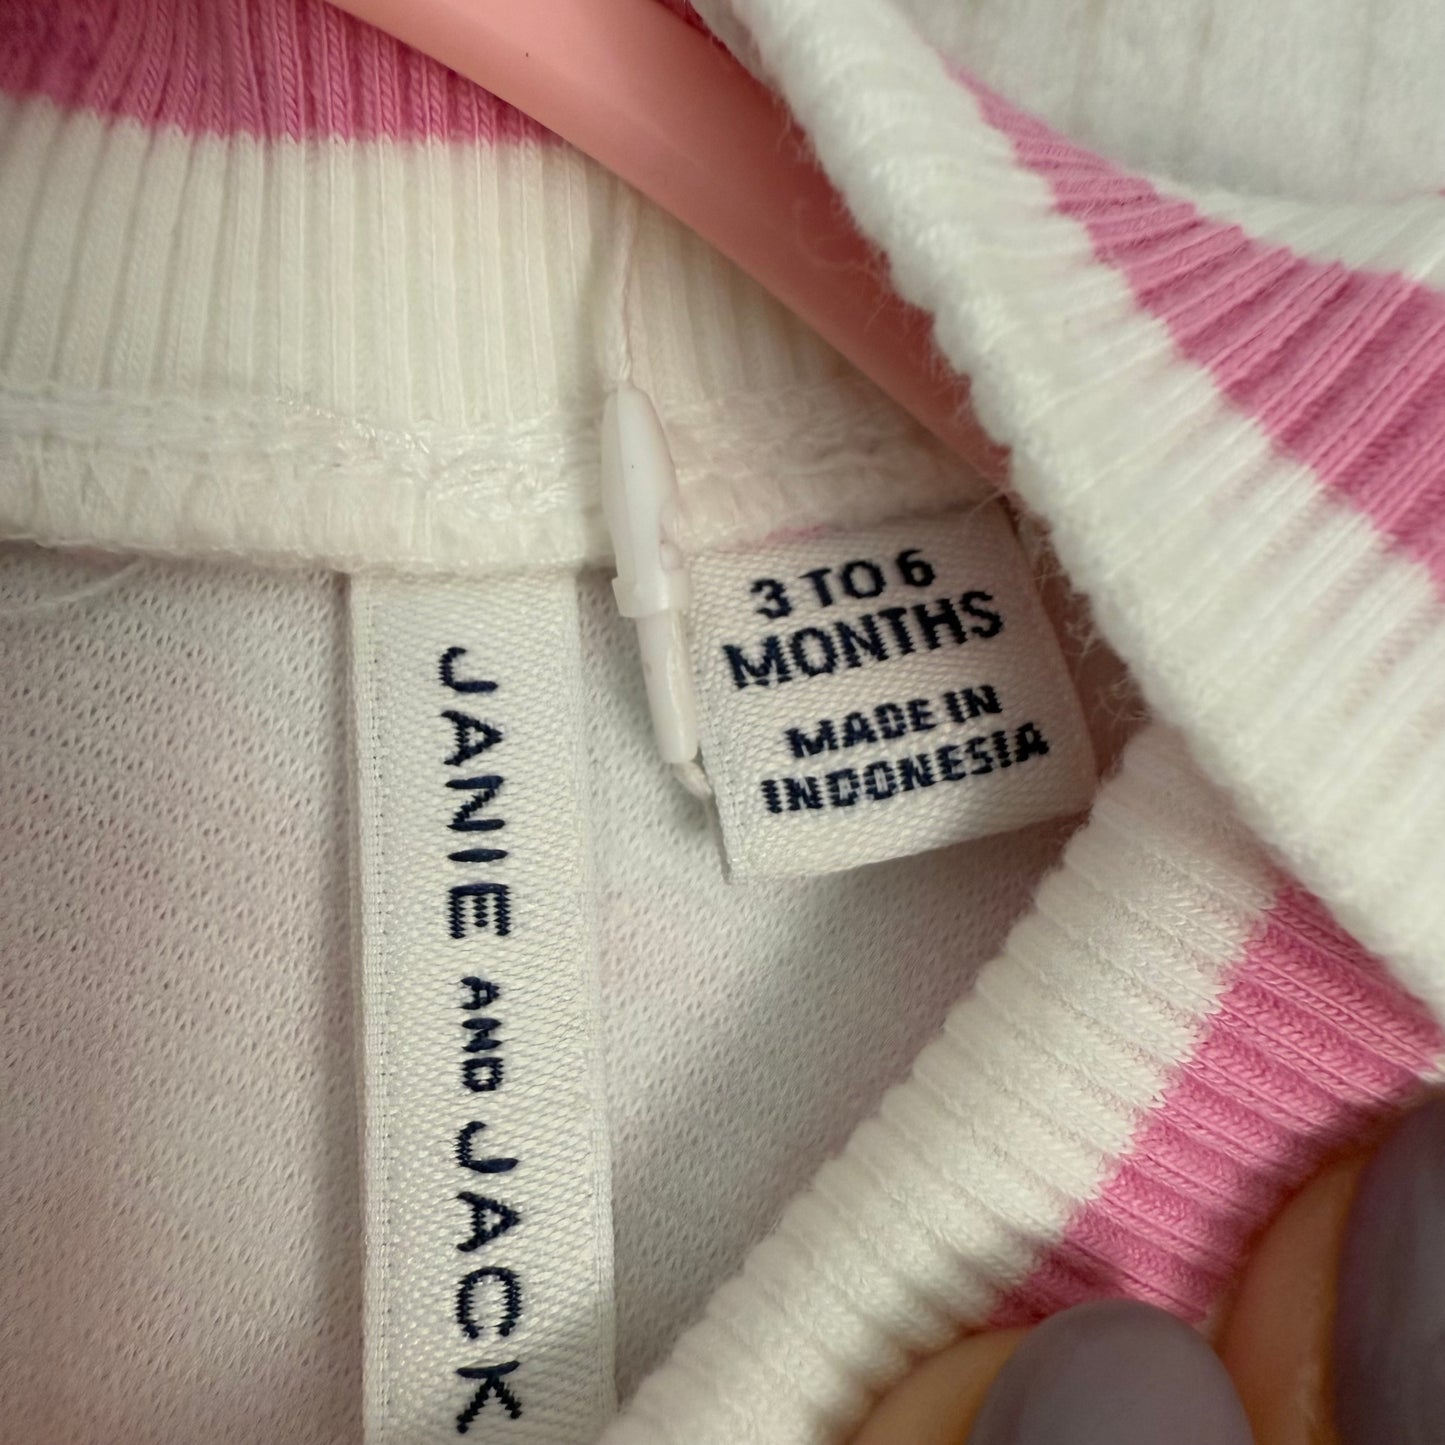 JANIE AND JACK
3 TO 6
MONTHS
MADE IN
INDONESIA